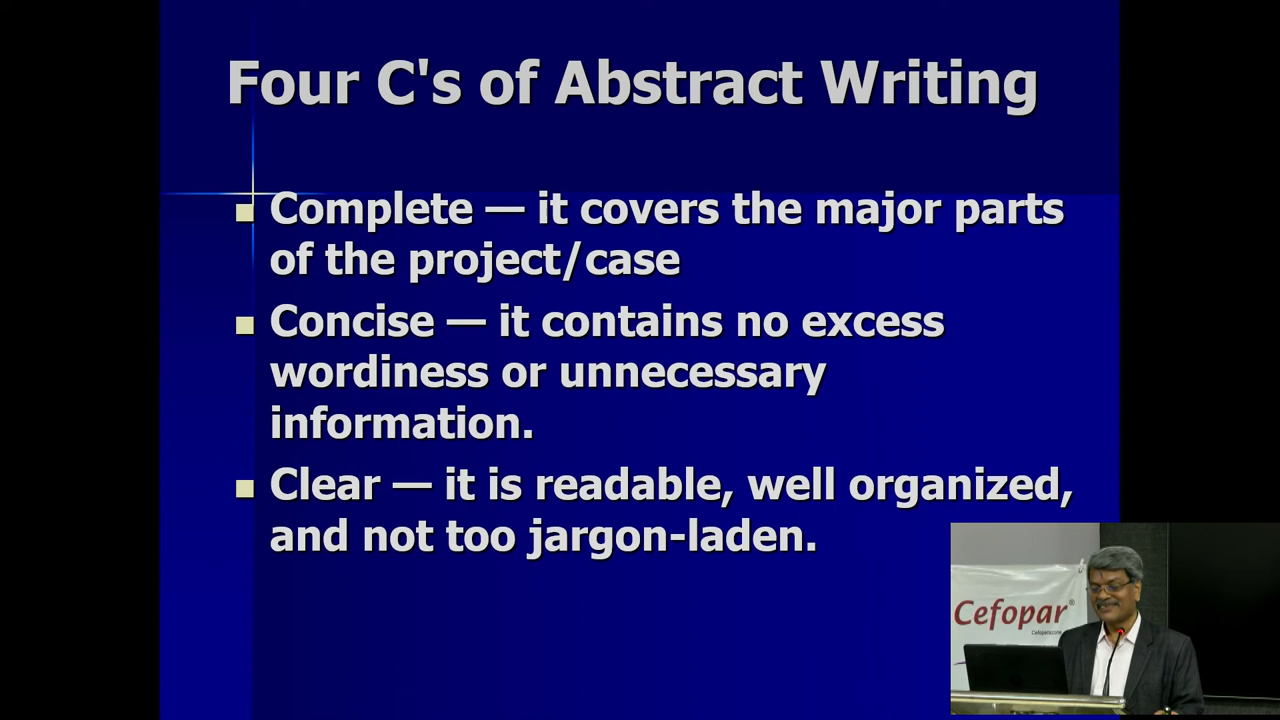 Four C's of Abstract Writing
Complete — it covers the major parts
of the project/case
Concise — it contains no excess
wordiness or unnecessary
information.
Clear — it is readable, well organized,
and not too jargon-laden.
Cefopar®